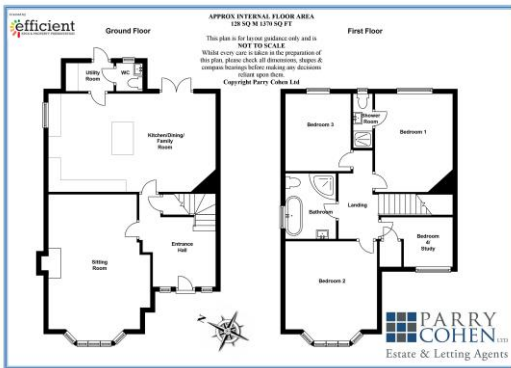 efficient
Ground Floor
APPROX INTERNAL FLOOR AREA
128 SQ M 1370 SQ FT
This plan is for layout guidance only and is
NOT TO SCALE
Whilst every care is taken in the preparation of
this plan, please check all dimensions, shapes &
compass bearings before making any decisions
reliant upon them.
Copyright Parry Cohen Ltd
First Floor
Utility
Room
WC
Kitchen/Dining/
Family
Room
Sitting
Room
Entrance
Hall
N
Bedroom 3
Shower
Room
Bedroom 1
Bathroom
Landing
Bedroom
4/
Study
Bedroom 2
PARRY
COHEN LTD
Estate & Letting Agents